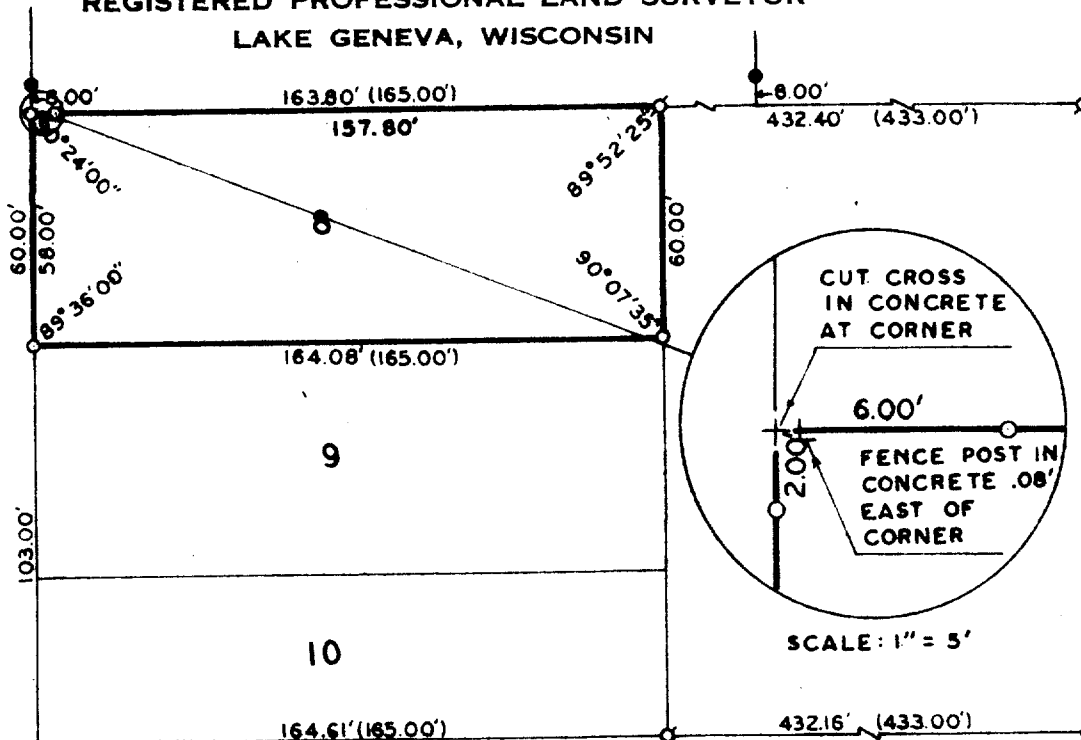 REGISTERED PROFESSIONAL LAND SURVEYOR
LAKE GENEVA, WISCONSIN
8.00'
163.80' (165.00')
157.80'
8.00'
432.40' (433.00')
°24'00"
89°52'25"
60.00'
58.00'
8
60.00'
89°36'00"
90°07'35"
164.08' (165.00')
CUT CROSS
IN CONCRETE
AT CORNER
6.00'
2.00'
FENCE POST IN
CONCRETE .08'
EAST OF
CORNER
9
103.00'
SCALE: 1" = 5'
10
164.61' (165.00')
432.16' (433.00')